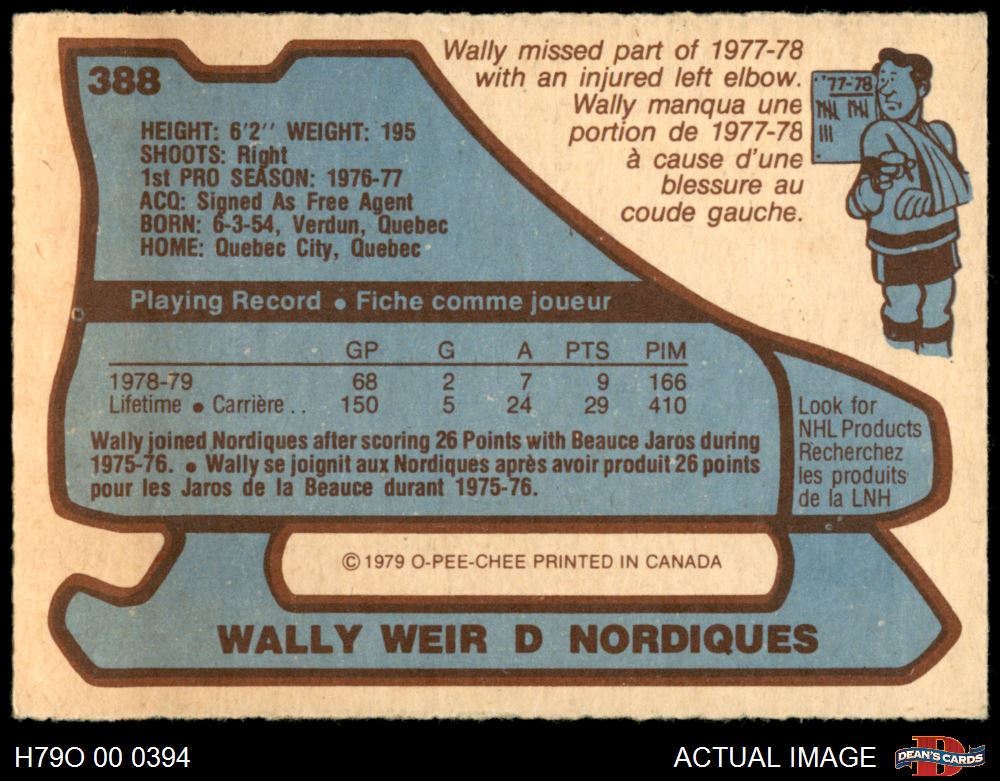 388
Wally missed part of 1977-78
with an injured left elbow.
Wally manqua une
portion de 1977-78
à cause d'une
blessure au
coude gauche.
'77-78
HEIGHT: 6'2'' WEIGHT: 195
SHOOTS: Right
1st PRO SEASON: 1976-77
ACQ: Signed As Free Agent
BORN: 6-3-54, Verdun, Quebec
HOME: Quebec City, Quebec
Playing Record • Fiche comme joueur
GP G A PTS PIM
1978-79 68 2 7 9 166
Lifetime • Carrière .. 150 5 24 29 410
Wally joined Nordiques after scoring 26 Points with Beauce Jaros during
1975-76. • Wally se joignit aux Nordiques après avoir produit 26 points
pour les Jaros de la Beauce durant 1975-76.
Look for
NHL Products
Recherchez
les produits
de la LNH
© 1979 O-PEE-CHEE PRINTED IN CANADA
WALLY WEIR D NORDIQUES
H79O 00 0394
ACTUAL IMAGE
D
DEAN'S CARDS